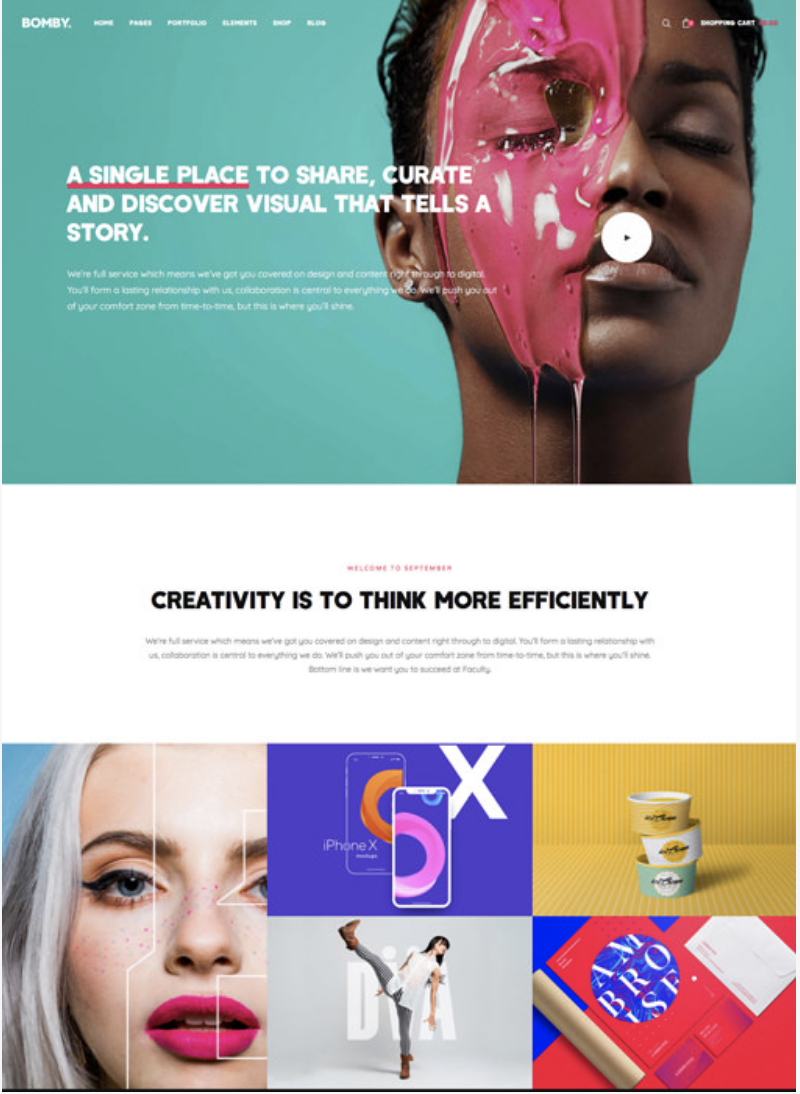 BOMBY.
HOME PAGES PORTFOLIO ELEMENTS SHOP BLOG
SHOPPING CART
A SINGLE PLACE TO SHARE, CURATE
AND DISCOVER VISUAL THAT TELLS A
STORY.
We're full service which means we've got you covered on design and content right through to digital.
You'll form a lasting relationship with us, collaboration is central to everything we do. We'll push you out
of your comfort zone from time-to-time, but this is where you'll shine.
WELCOME TO SEPTEMBER
CREATIVITY IS TO THINK MORE EFFICIENTLY
We're full service which means we've got you covered on design and content right through to digital. You'll form a lasting relationship with
us, collaboration is central to everything we do. We'll push you out of your comfort zone from time-to-time, but this is where you'll shine.
Bottom line is we want you to succeed at Faculty.
X
iPhone X
mockups
DIVA
AM
BRO
ISE